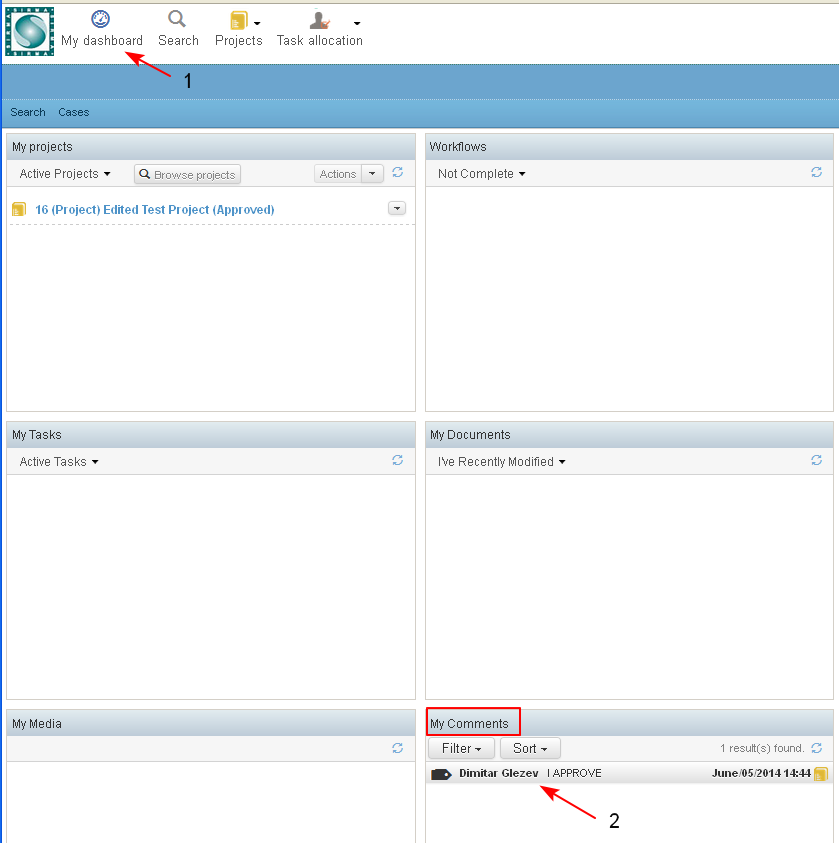 SIRMA
My dashboard Search Projects Task allocation
1
Search Cases
My projects
Active Projects Browse projects Actions
16 (Project) Edited Test Project (Approved)
Workflows
Not Complete
My Tasks
Active Tasks
My Documents
I've Recently Modified
My Media
My Comments
Filter Sort 1 result(s) found.
Dimitar Glezev I APPROVE June/05/2014 14:44
2